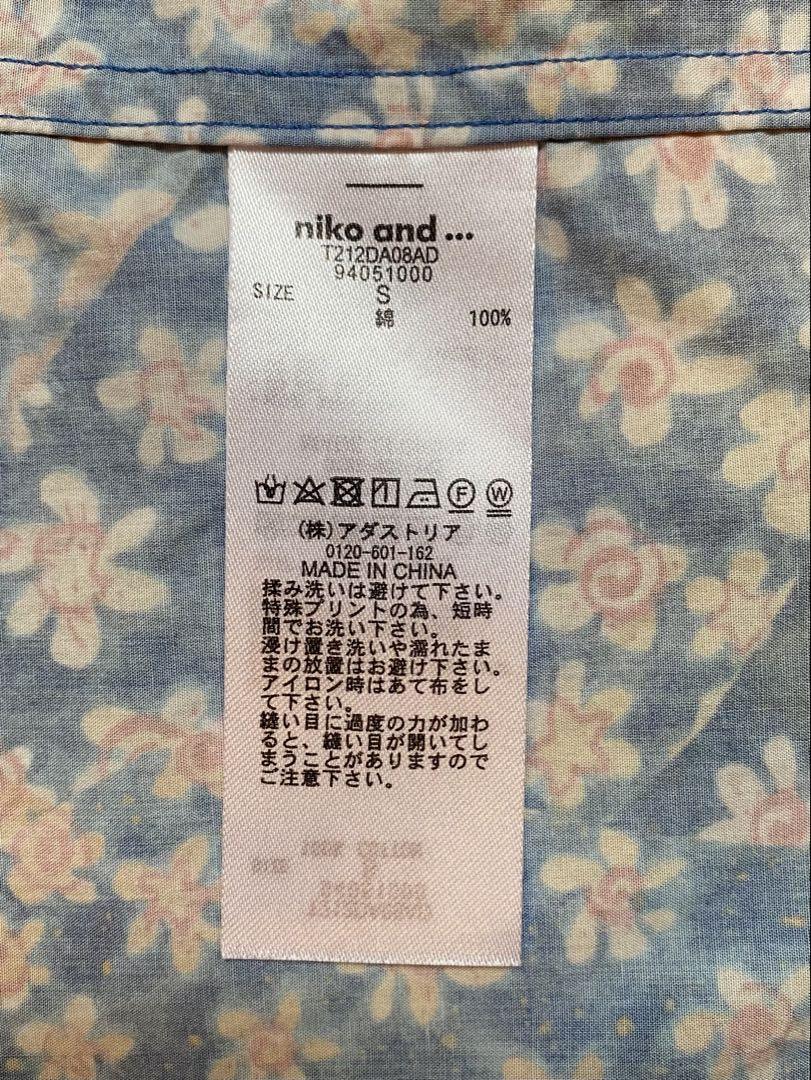 niko and ...
T212DA08AD
94051000
SIZE S
綿 100%
F W
(株)アダストリア
0120-601-162
MADE IN CHINA
揉み洗いは避けて下さい。
特殊プリントの為、短時
間でお洗い下さい。
浸け置き洗いや濡れたま
まの放置はお避け下さい。
アイロン時はあて布をし
て下さい。
縫い目に過度の力が加わ
ると、縫い目が開いてし
まうことがありますので
ご注意下さい。